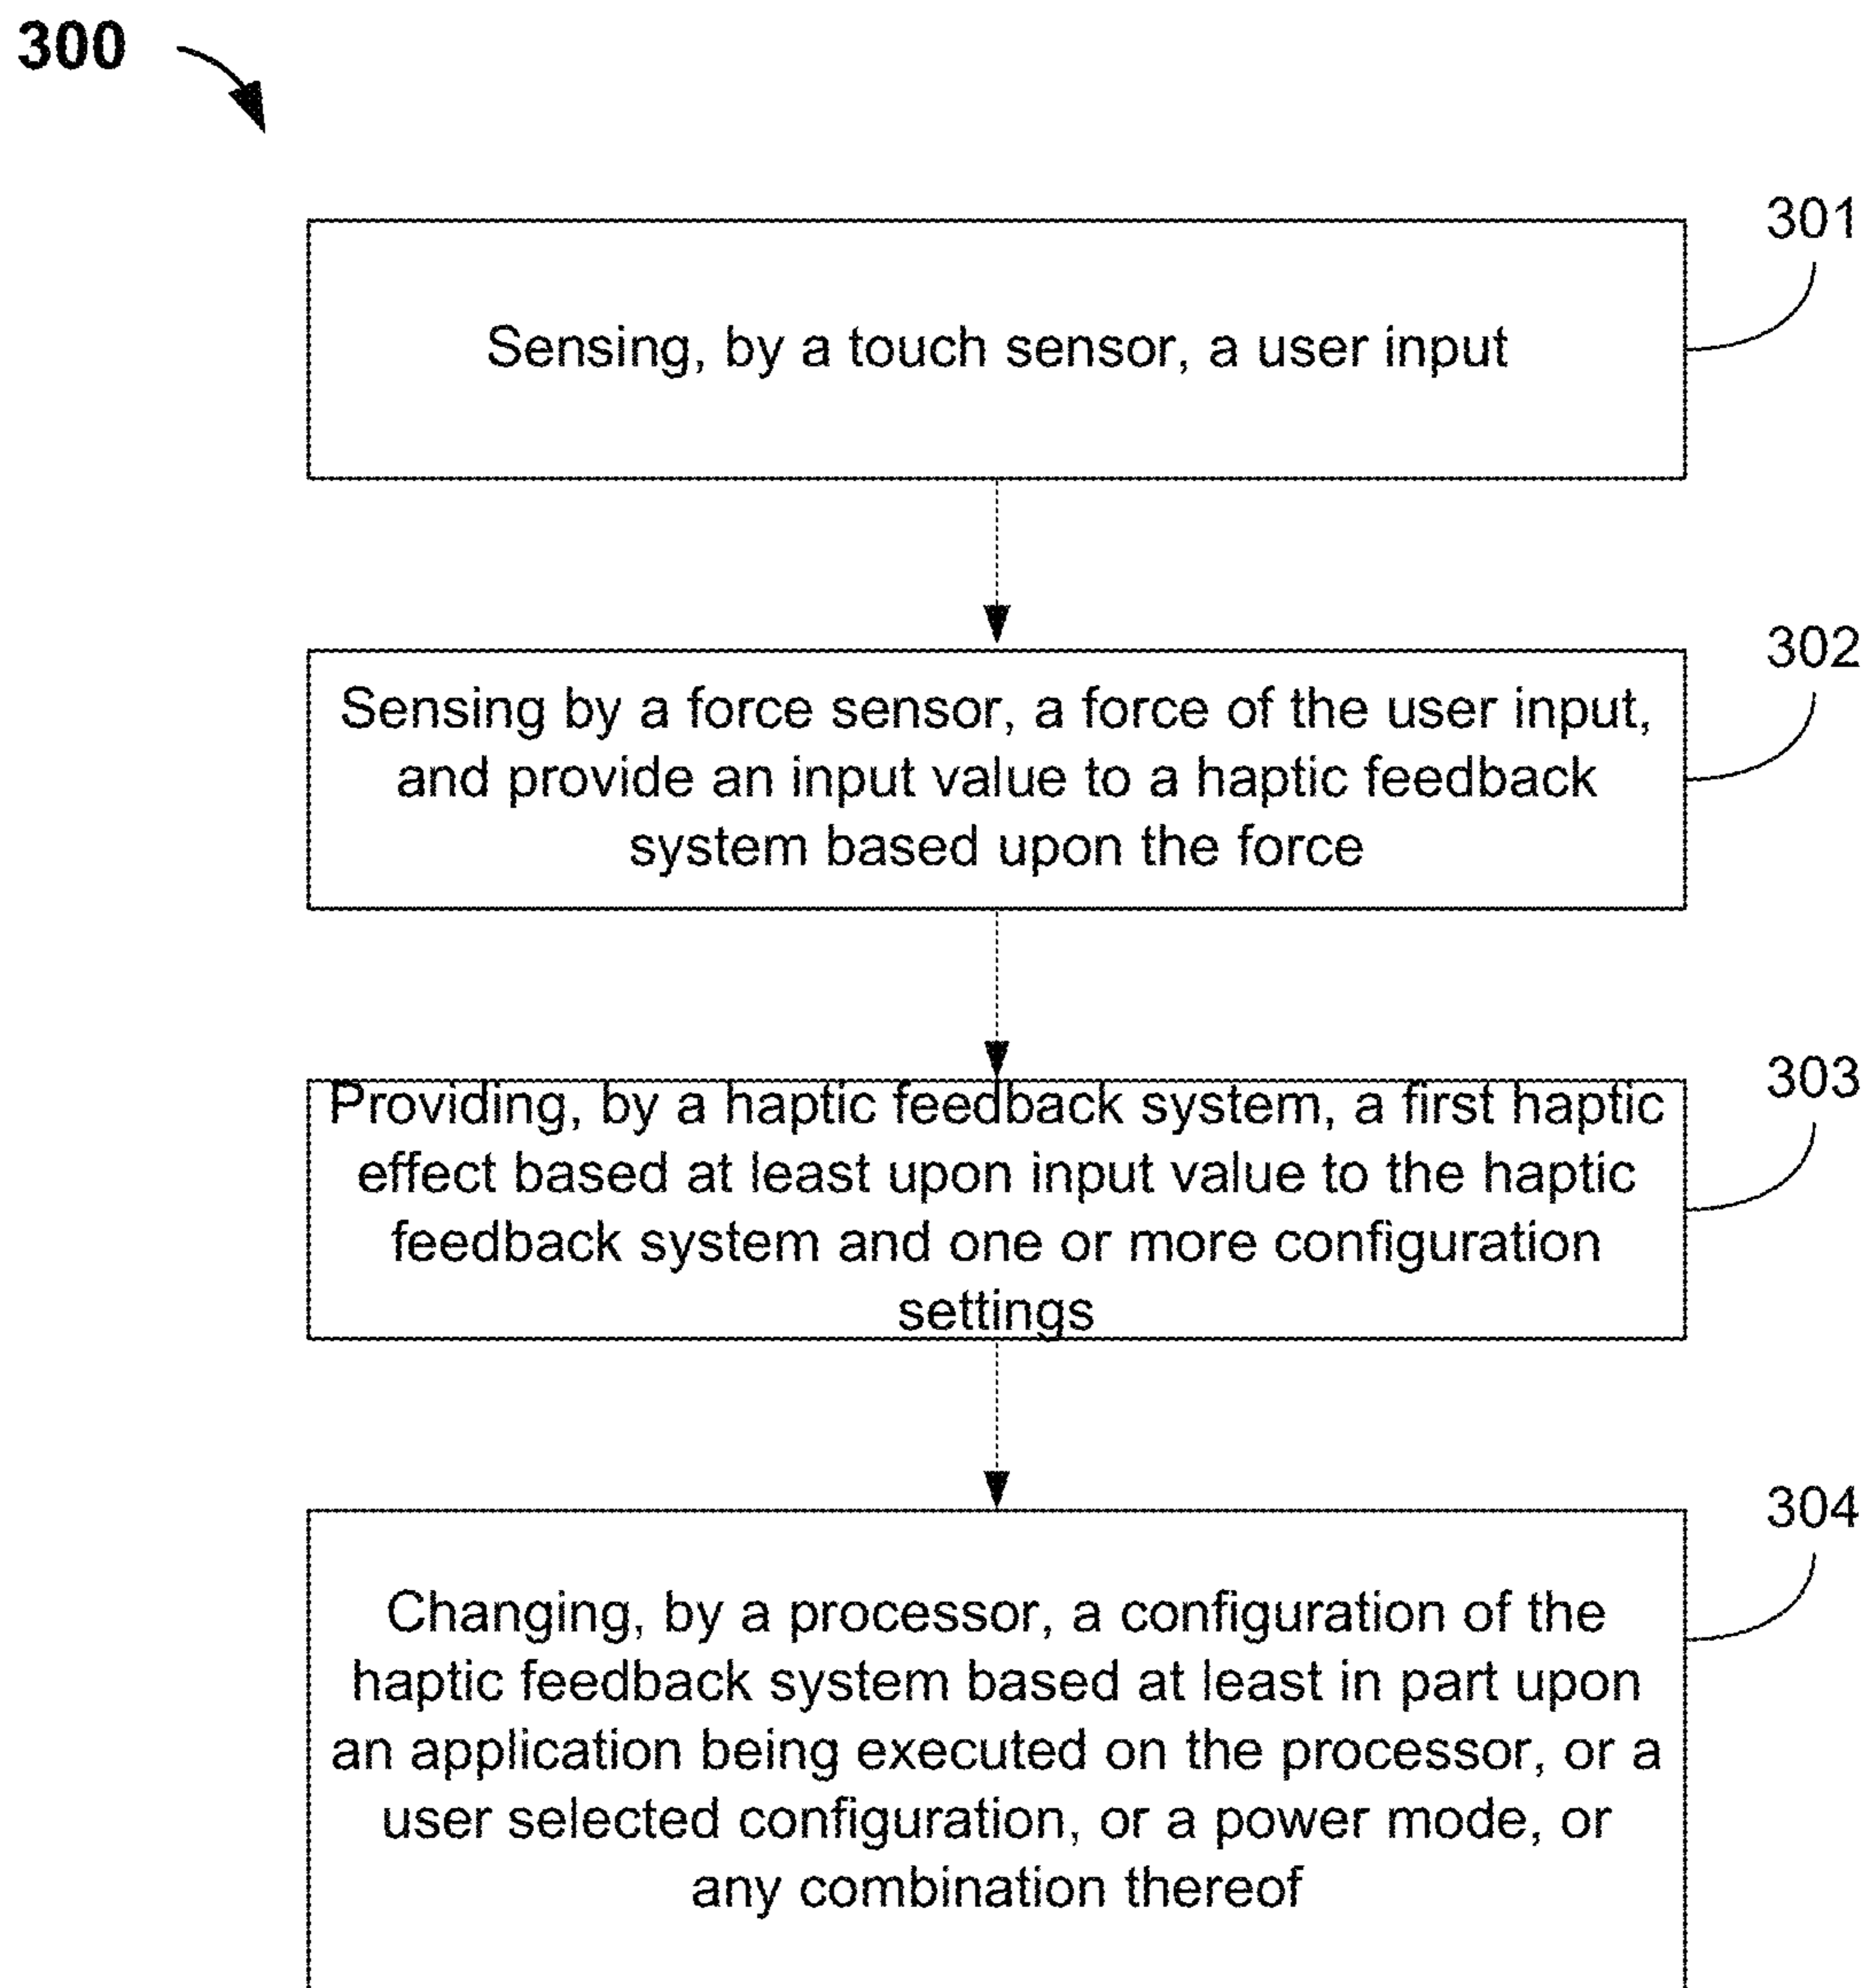 300
301
Sensing, by a touch sensor, a user input
302
Sensing by a force sensor, a force of the user input,
and provide an input value to a haptic feedback
system based upon the force
303
Providing, by a haptic feedback system, a first haptic
effect based at least upon input value to the haptic
feedback system and one or more configuration
settings
304
Changing, by a processor, a configuration of the
haptic feedback system based at least in part upon
an application being executed on the processor, or a
user selected configuration, or a power mode, or
any combination thereof